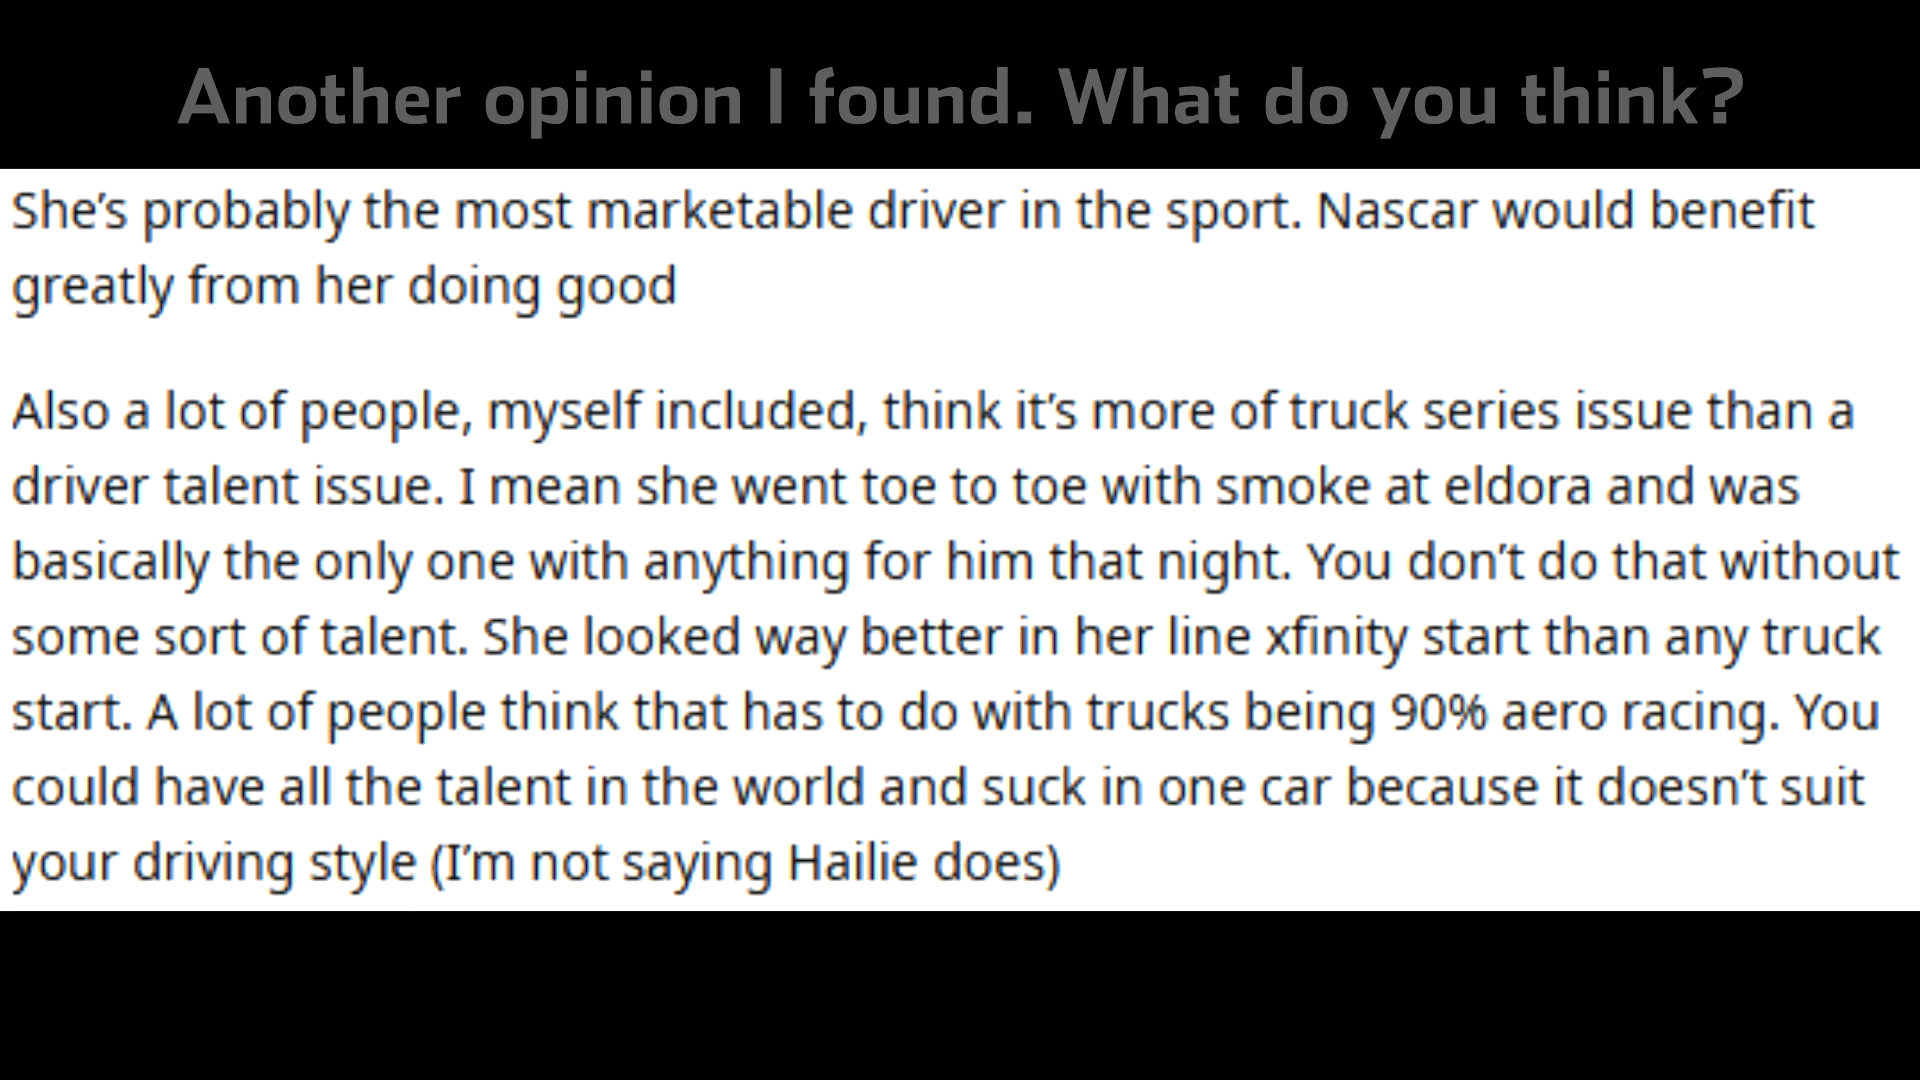 Another opinion I found. What do you think?
She’s probably the most marketable driver in the sport. Nascar would benefit
greatly from her doing good
Also a lot of people, myself included, think it’s more of truck series issue than a
driver talent issue. I mean she went toe to toe with smoke at eldora and was
basically the only one with anything for him that night. You don’t do that without
some sort of talent. She looked way better in her line xfinity start than any truck
start. A lot of people think that has to do with trucks being 90% aero racing. You
could have all the talent in the world and suck in one car because it doesn’t suit
your driving style (I’m not saying Hailie does)